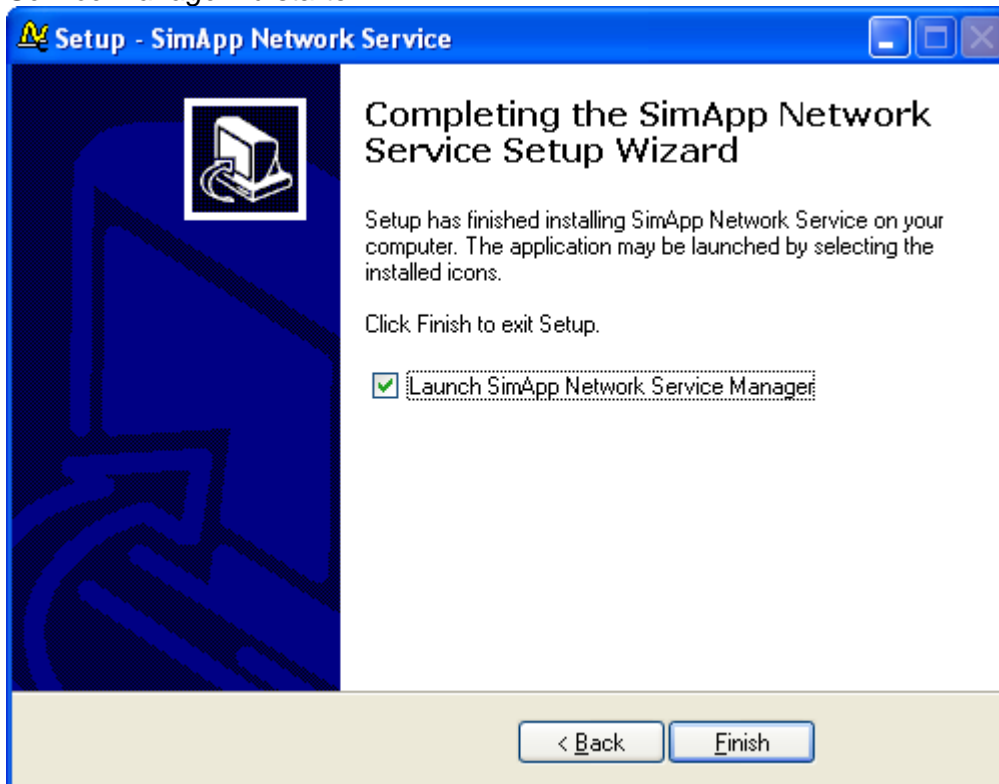 Setup - SimApp Network Service
Completing the SimApp Network
Service Setup Wizard
Setup has finished installing SimApp Network Service on your
computer. The application may be launched by selecting the
installed icons.
Click Finish to exit Setup.
Launch SimApp Network Service Manager
< Back
Finish